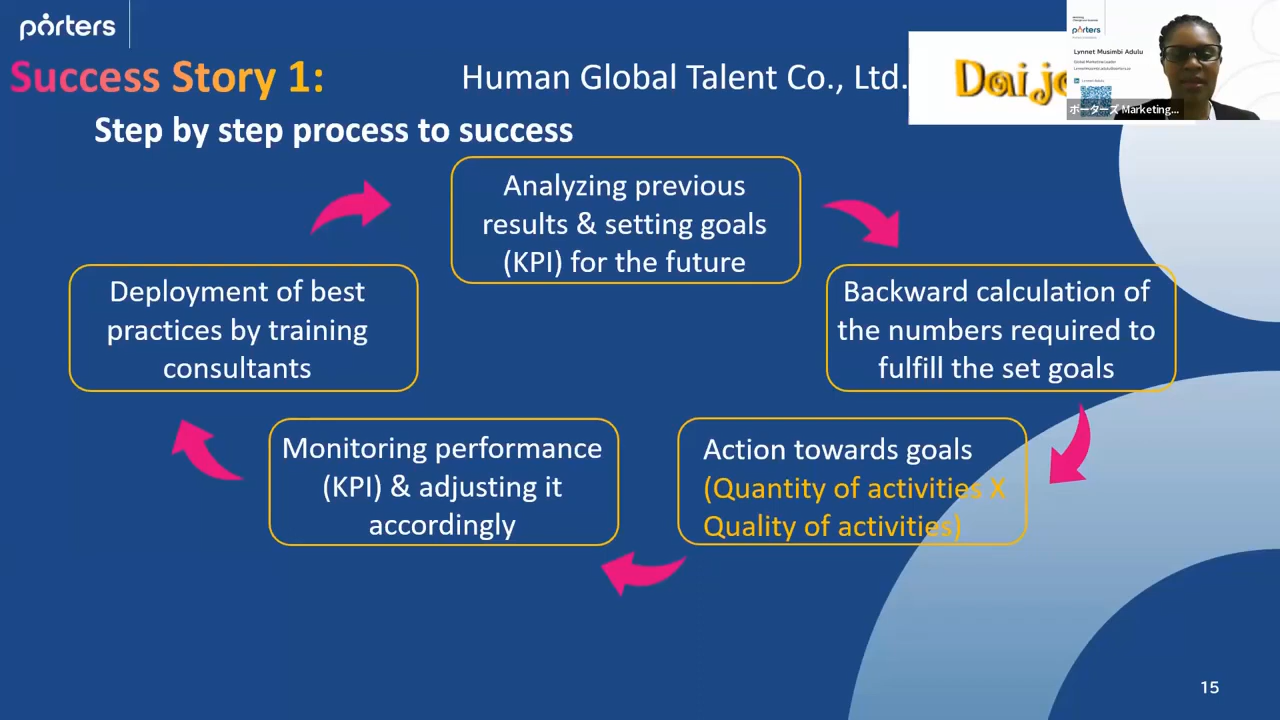 pórters
Success Story 1:
Human Global Talent Co., Ltd.
Step by step process to success
Analyzing previous
results & setting goals
(KPI) for the future
Backward calculation of
the numbers required to
fulfill the set goals
Action towards goals
(Quantity of activities X
Quality of activities)
Monitoring performance
(KPI) & adjusting it
accordingly
Deployment of best
practices by training
consultants
Daijo
porters
Lynnet Musimbi Adulu
ポーターズ Marketing...
15